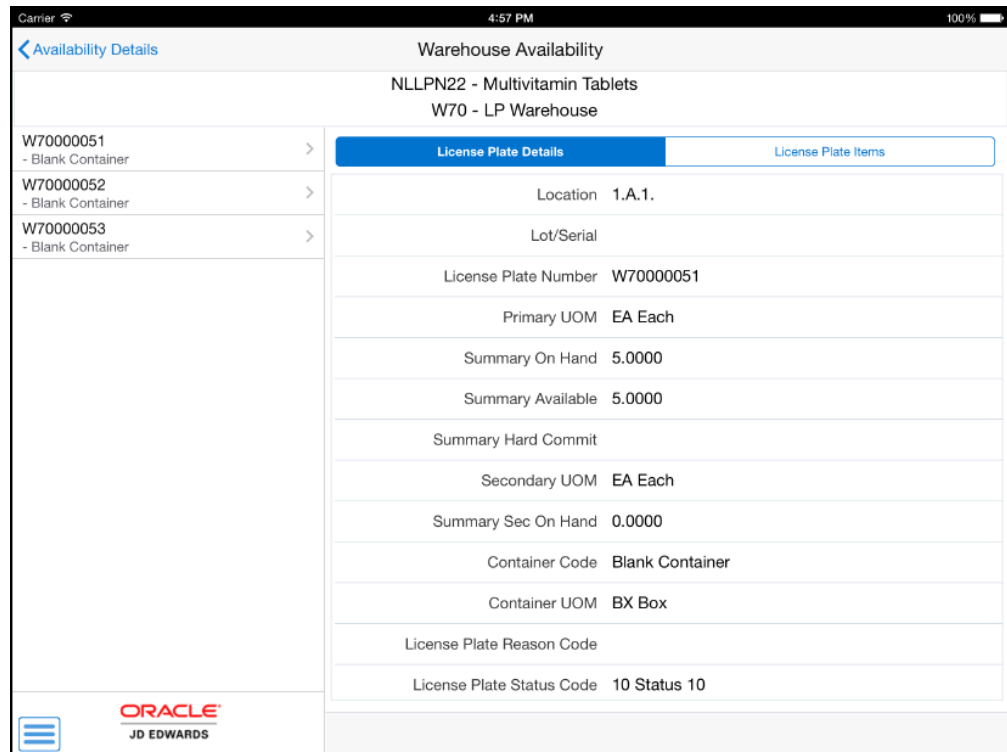 Carrier 4:57 PM 100%
Availability Details Warehouse Availability
NLLPN22 - Multivitamin Tablets
W70 - LP Warehouse
W70000051
- Blank Container
W70000052
- Blank Container
W70000053
- Blank Container
License Plate Details License Plate Items
Location 1.A.1.
Lot/Serial
License Plate Number W70000051
Primary UOM EA Each
Summary On Hand 5.0000
Summary Available 5.0000
Summary Hard Commit
Secondary UOM EA Each
Summary Sec On Hand 0.0000
Container Code Blank Container
Container UOM BX Box
License Plate Reason Code
License Plate Status Code 10 Status 10
ORACLE
JD EDWARDS